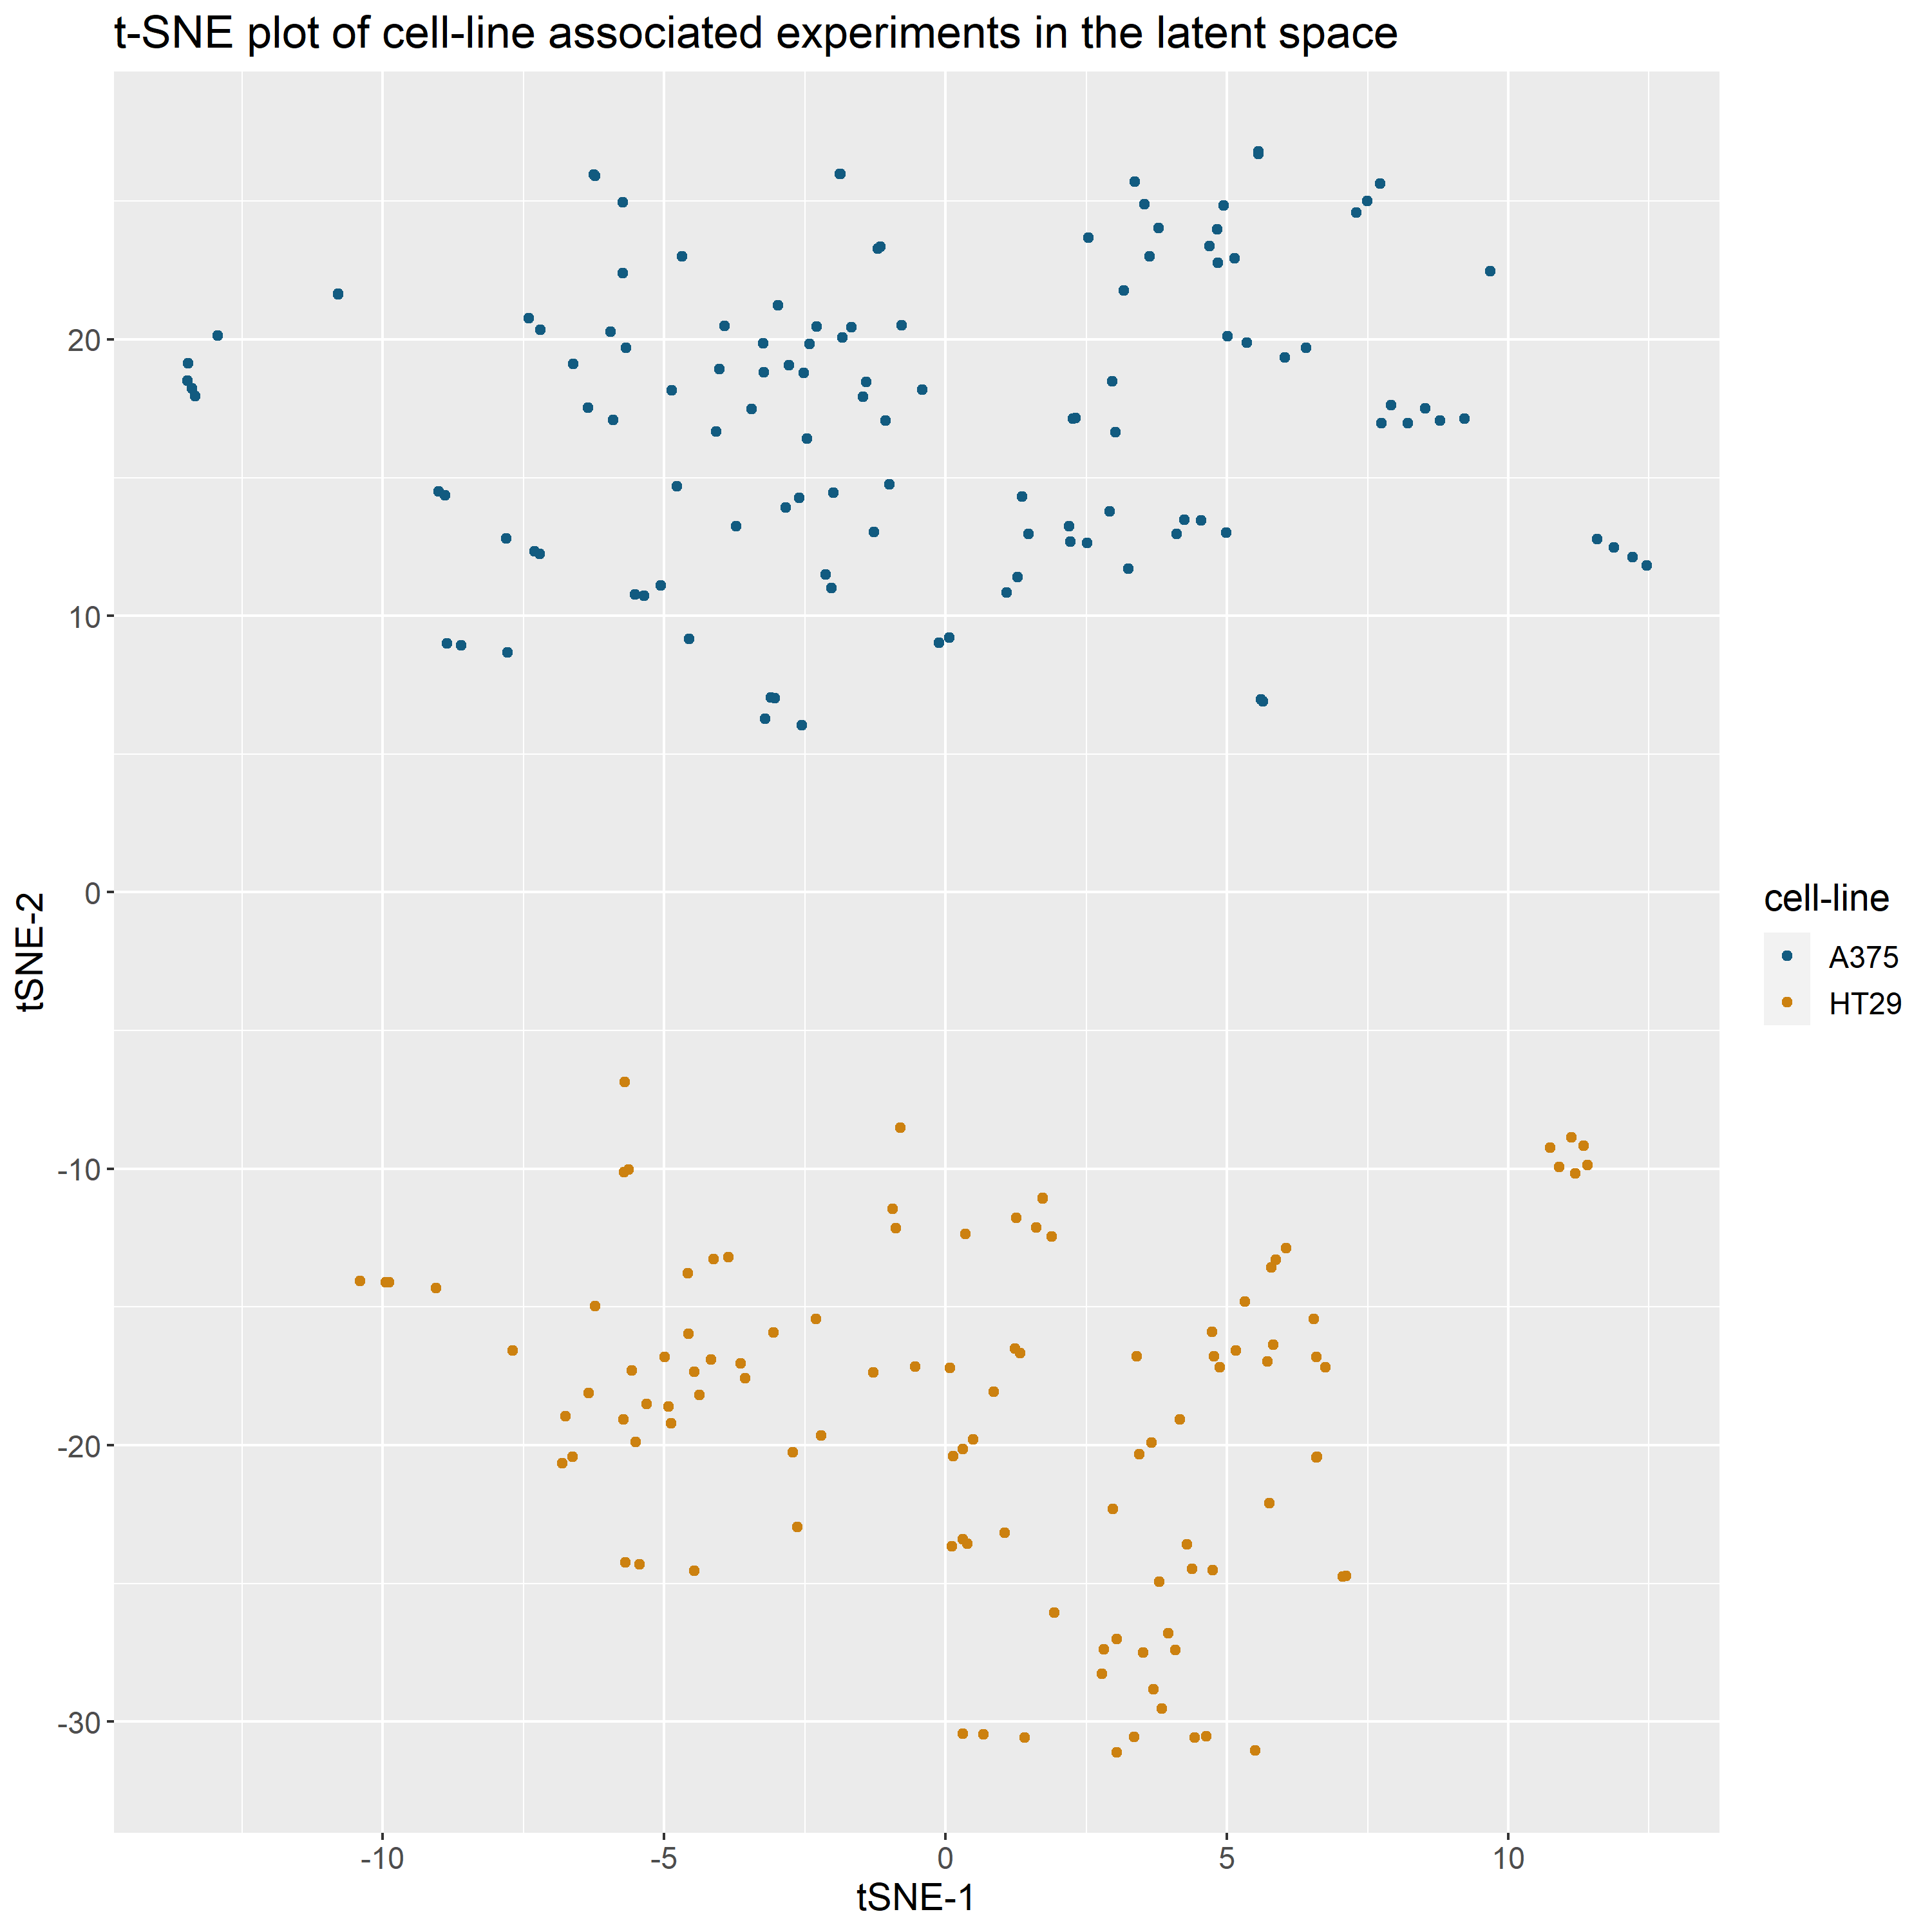 t-SNE plot of cell-line associated experiments in the latent space
20
10
0
-10
-20
-30
tSNE-2
-10
-5
0
5
10
tSNE-1
cell-line
A375
HT29